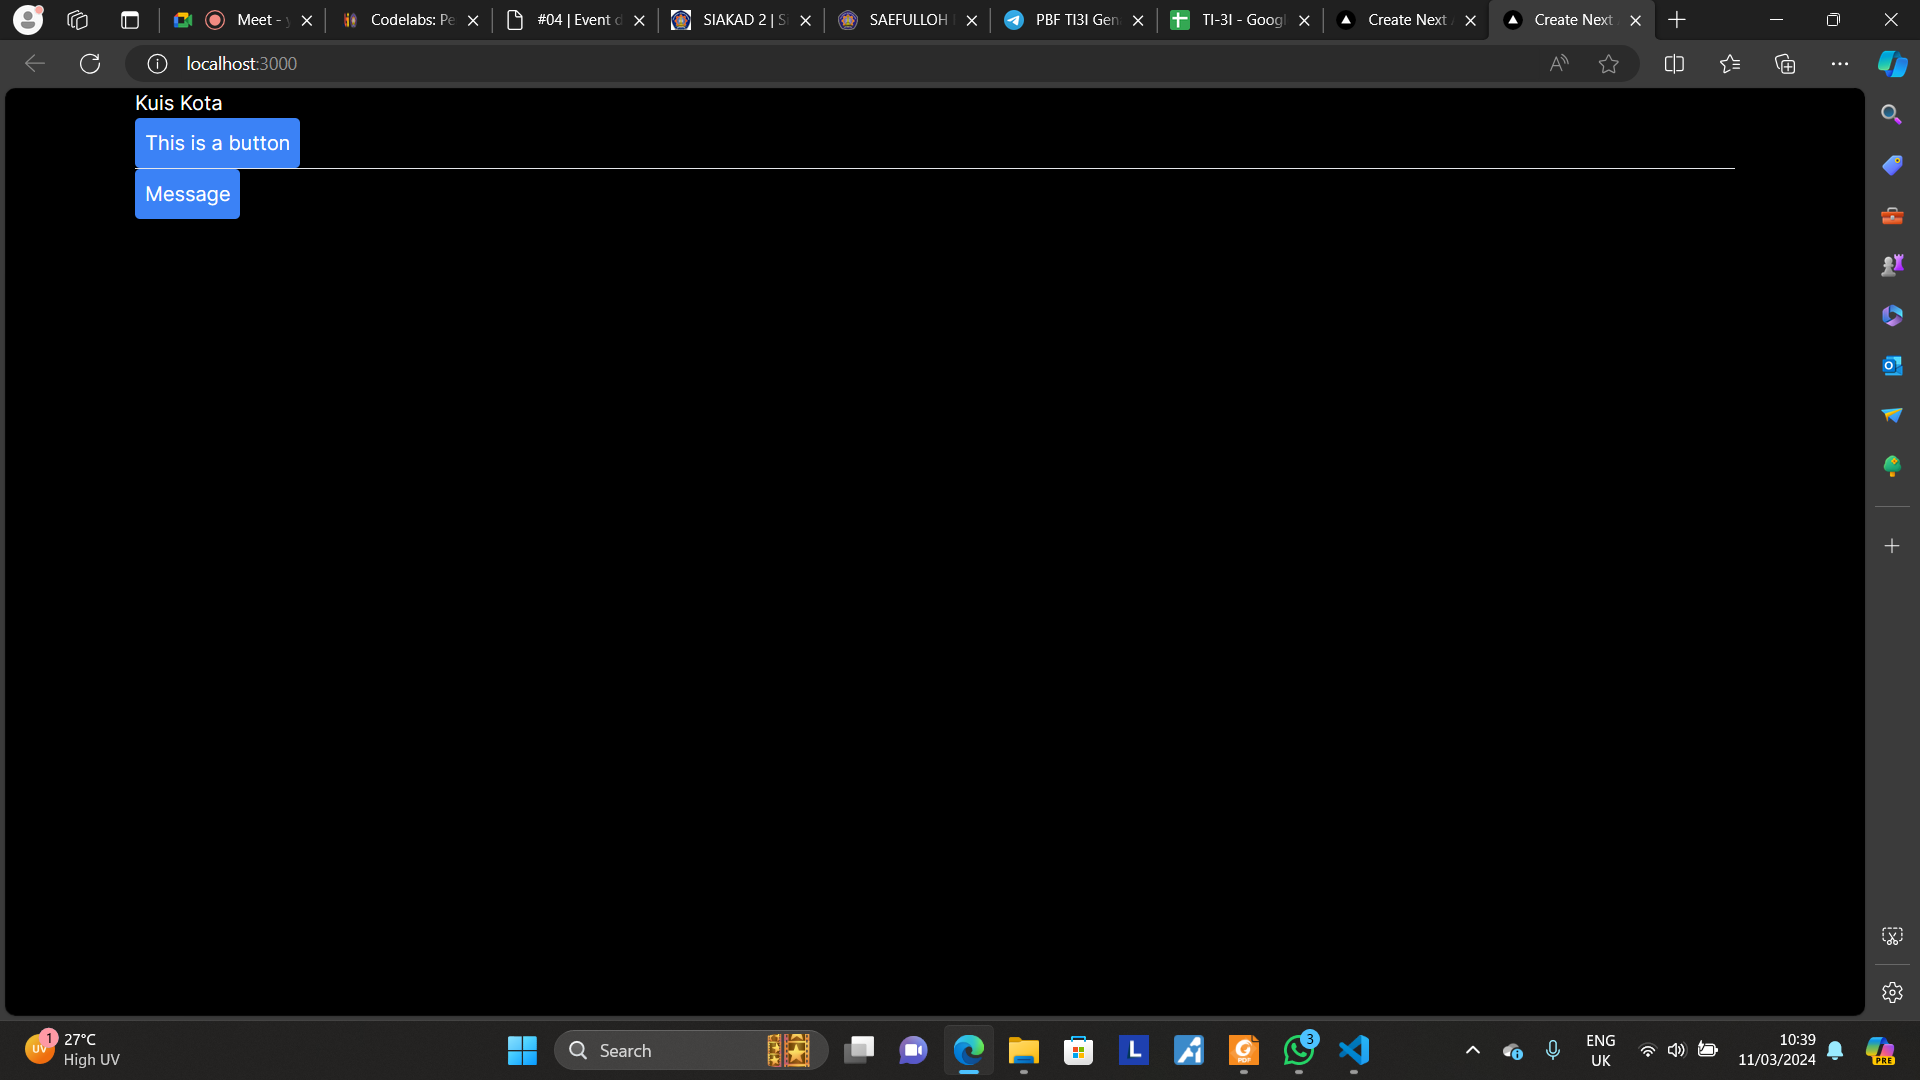 Meet -
Codelabs: Pe
#04 | Event d
SIAKAD 2 | Si
SAEFULLOH
PBF TI3I Gen
TI-3I - Googl
Create Next
Create Next
localhost:3000
Kuis Kota
This is a button
Message
1
UV
27°C
High UV
Search
L
PDF
3
ENG
UK
10:39
11/03/2024
PRE